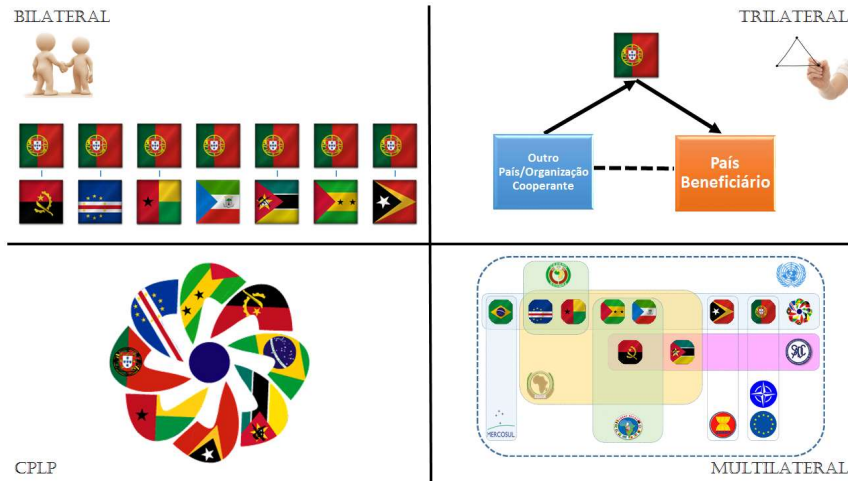 BILATERAL
TRILATERAL
Outro
País/Organização
Cooperante
País
Beneficiário
MERCOSUL
CPLP
MULTILATERAL